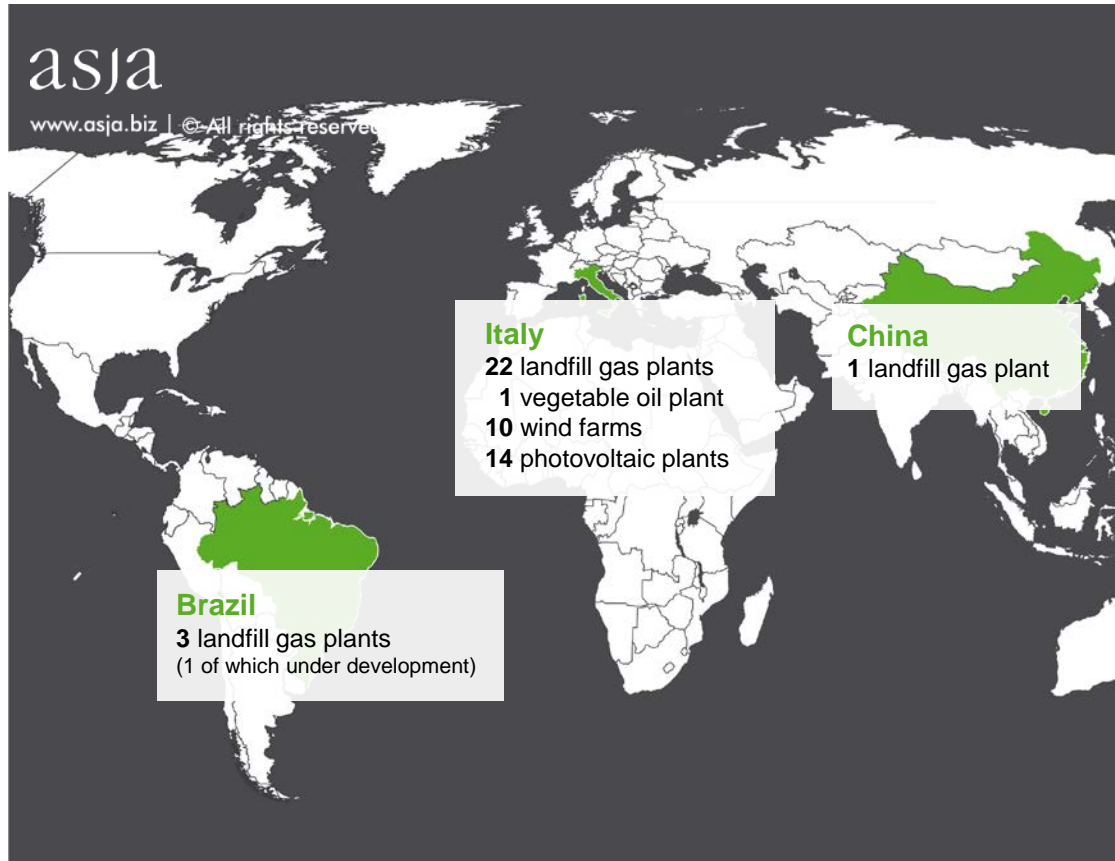 asja
www.asja.biz | © All rights reserved
Italy
22 landfill gas plants
1 vegetable oil plant
10 wind farms
14 photovoltaic plants
China
1 landfill gas plant
Brazil
3 landfill gas plants
(1 of which under development)